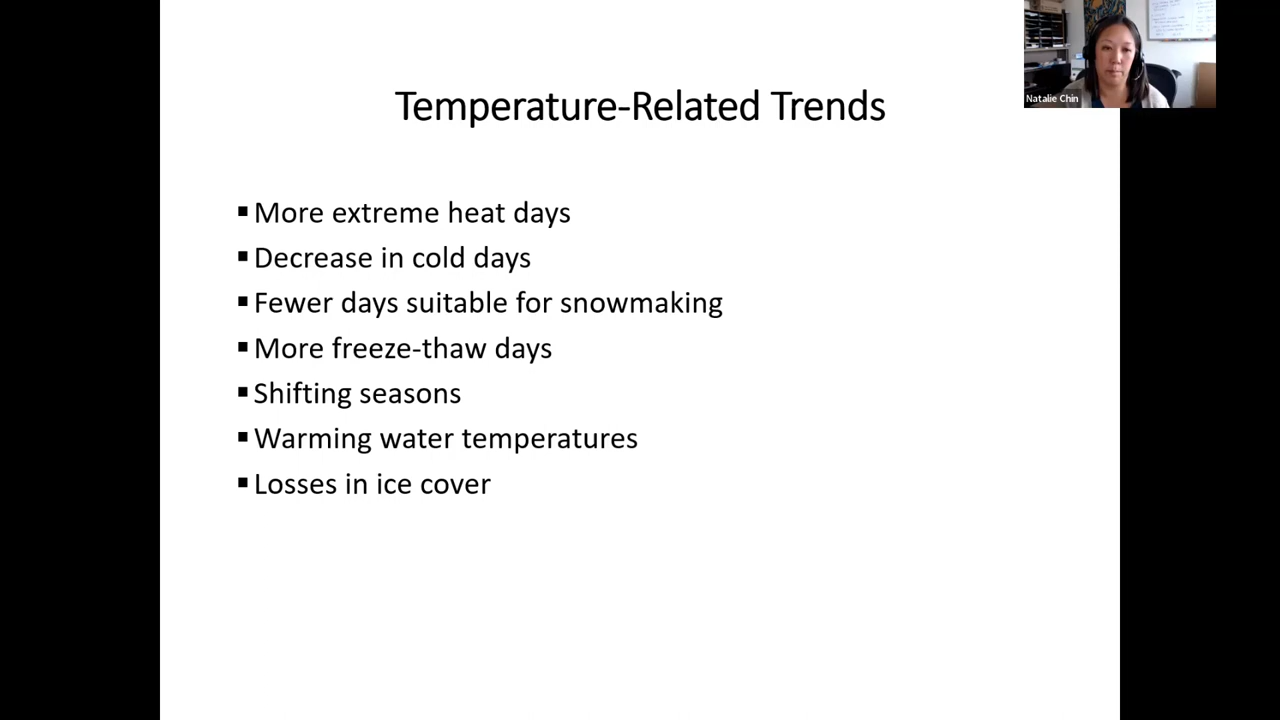 Temperature-Related Trends
▪ More extreme heat days
▪ Decrease in cold days
▪ Fewer days suitable for snowmaking
▪ More freeze-thaw days
▪ Shifting seasons
▪ Warming water temperatures
▪ Losses in ice cover
Natalie Chin